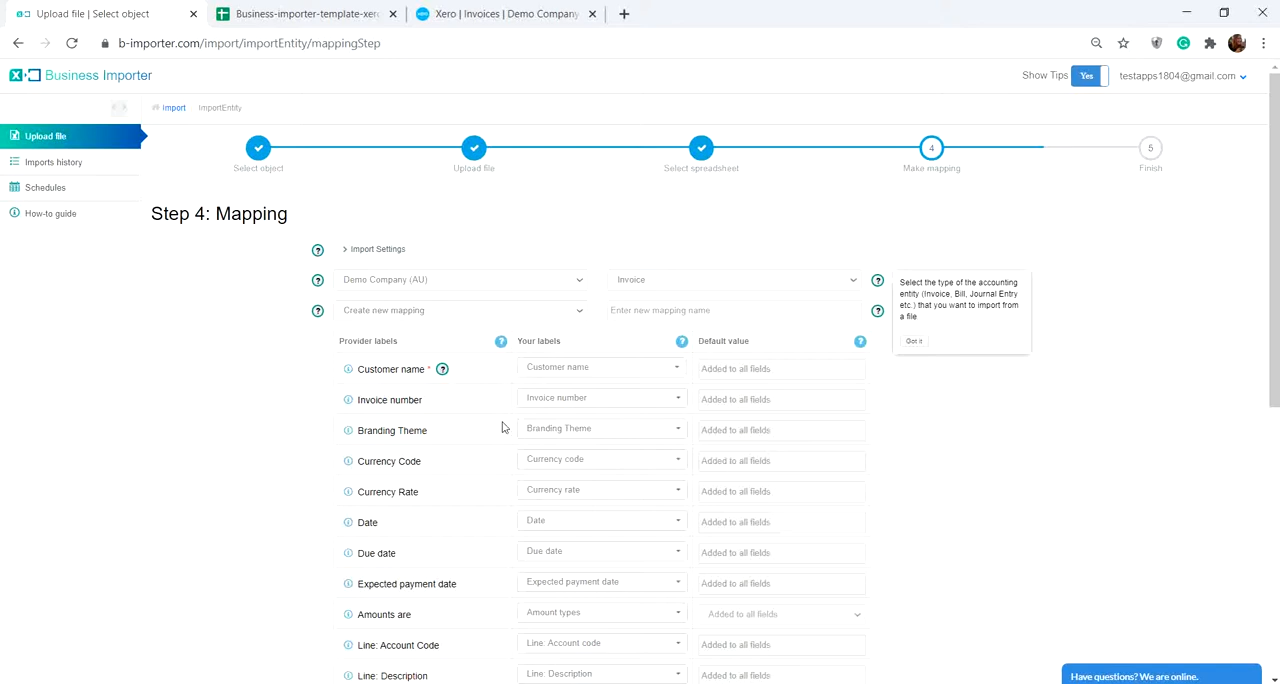 Upload file | Select object
Business-importer-template-xero
Xero | Invoices | Demo Company
b-importer.com/import/importEntity/mappingStep
Business Importer
Show Tips Yes testapps1804@gmail.com
Import ImportEntity
Upload file
Imports history
Schedules
How-to guide
Select object
Upload file
Select spreadsheet
4
Make mapping
5
Finish
Step 4: Mapping
Import Settings
Demo Company (AU) Invoice
Create new mapping Enter new mapping name
Select the type of the accounting
entity (Invoice, Bill, Journal Entry
etc.) that you want to import from
a file
Got it
Provider labels Your labels Default value
Customer name * Customer name Added to all fields
Invoice number Invoice number Added to all fields
Branding Theme Branding Theme Added to all fields
Currency Code Currency code Added to all fields
Currency Rate Currency rate Added to all fields
Date Date Added to all fields
Due date Due date Added to all fields
Expected payment date Expected payment date Added to all fields
Amounts are Amount types Added to all fields
Line: Account Code Line: Account code Added to all fields
Line: Description Line: Description Added to all fields
Have questions? We are online.